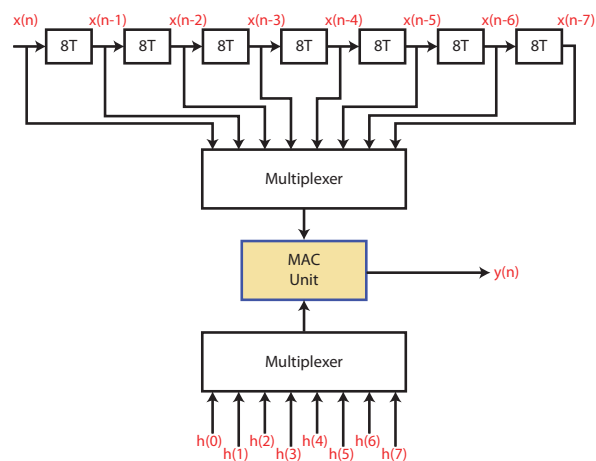 x(n) x(n-1) x(n-2) x(n-3) x(n-4) x(n-5) x(n-6) x(n-7)
8T 8T 8T 8T 8T 8T 8T
Multiplexer
MAC
Unit
y(n)
Multiplexer
h(0) h(2) h(4) h(6)
h(1) h(3) h(5) h(7)